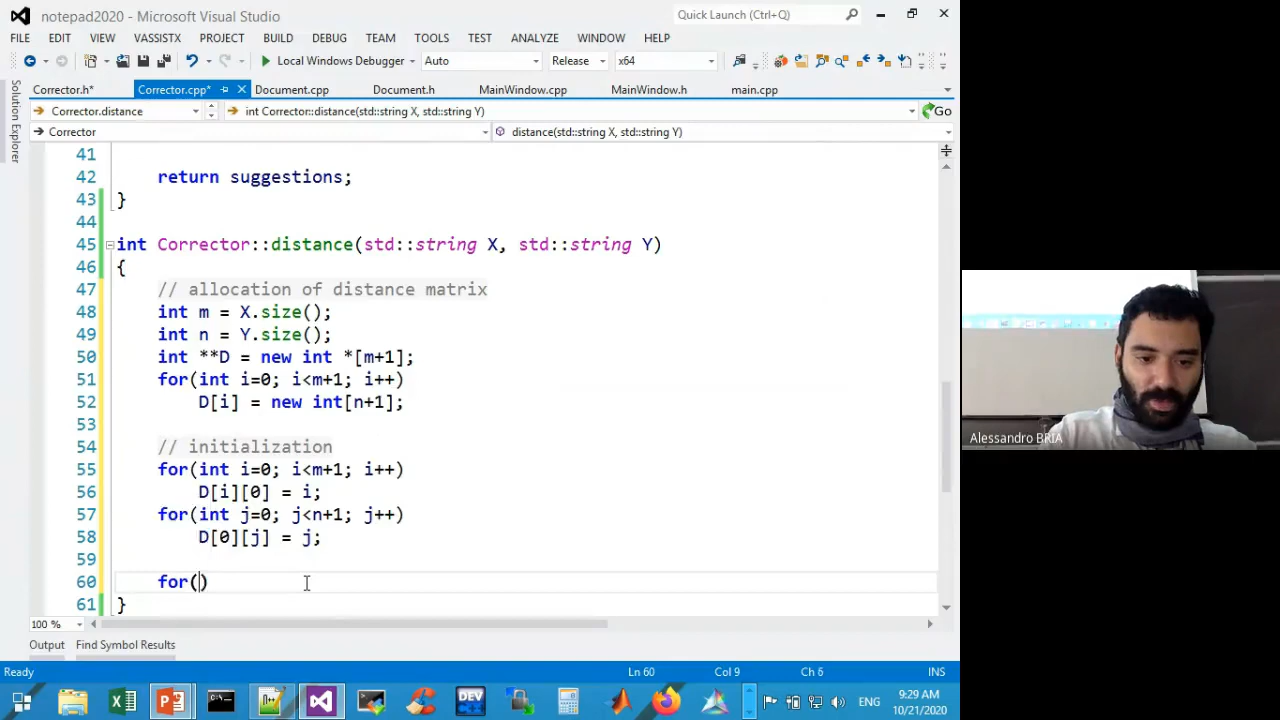 notepad2020 - Microsoft Visual Studio
Quick Launch (Ctrl+Q)
FILE EDIT VIEW VASSISTX PROJECT BUILD DEBUG TEAM TOOLS TEST ANALYZE WINDOW HELP
Local Windows Debugger Auto Release x64
Solution Explorer
Corrector.h* Corrector.cpp* Document.cpp Document.h MainWindow.cpp MainWindow.h main.cpp
Corrector.distance int Corrector::distance(std::string X, std::string Y) Go
Corrector distance(std::string X, std::string Y)
41
42 return suggestions;
43 }
44
45 int Corrector::distance(std::string X, std::string Y)
46 {
47 // allocation of distance matrix
48 int m = X.size();
49 int n = Y.size();
50 int **D = new int *[m+1];
51 for(int i=0; i<m+1; i++)
52 D[i] = new int[n+1];
53
54 // initialization
55 for(int i=0; i<m+1; i++)
56 D[i][0] = i;
57 for(int j=0; j<n+1; j++)
58 D[0][j] = j;
59
60 for()
61 }
100 %
Output Find Symbol Results
Ready Ln 60 Col 9 Ch 6 INS
DEV ENG 9:29 AM
10/21/2020
Alessandro BRIA